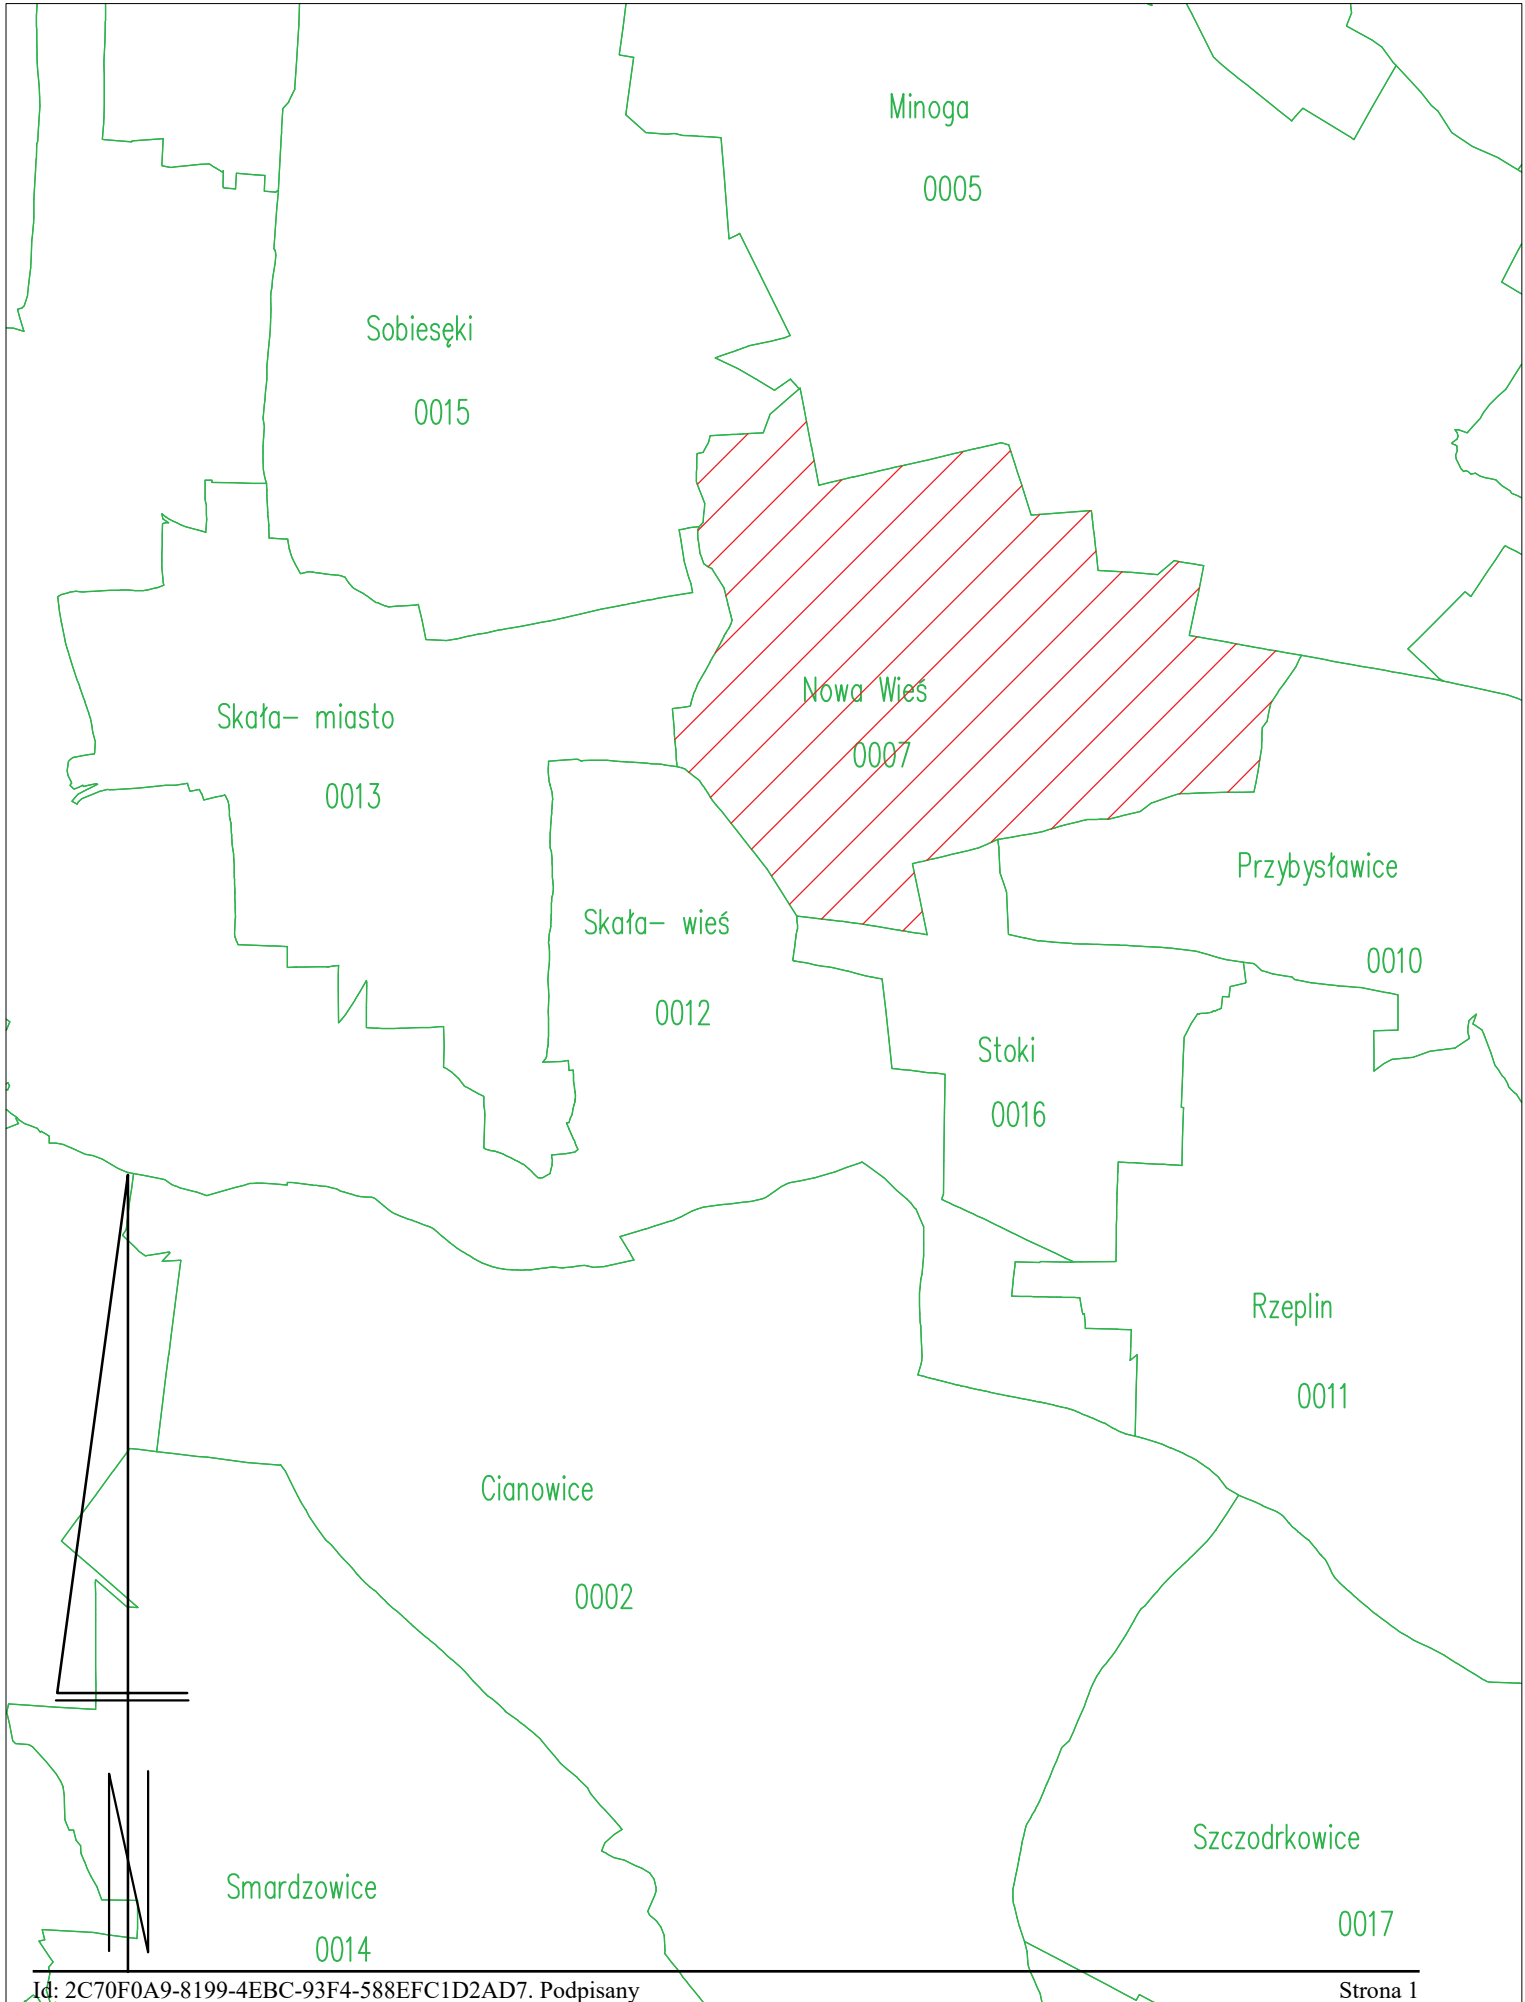 Minoga
0005
Sobiesęki
0015
Nowa Wieś
0007
Skała– miasto
0013
Przybysławice
0010
Skała– wieś
0012
Stoki
0016
Rzeplin
0011
Cianowice
0002
Szczodrkowice
0017
Smardzowice
0014
N
Id: 2C70F0A9-8199-4EBC-93F4-588EFC1D2AD7. Podpisany
Strona 1